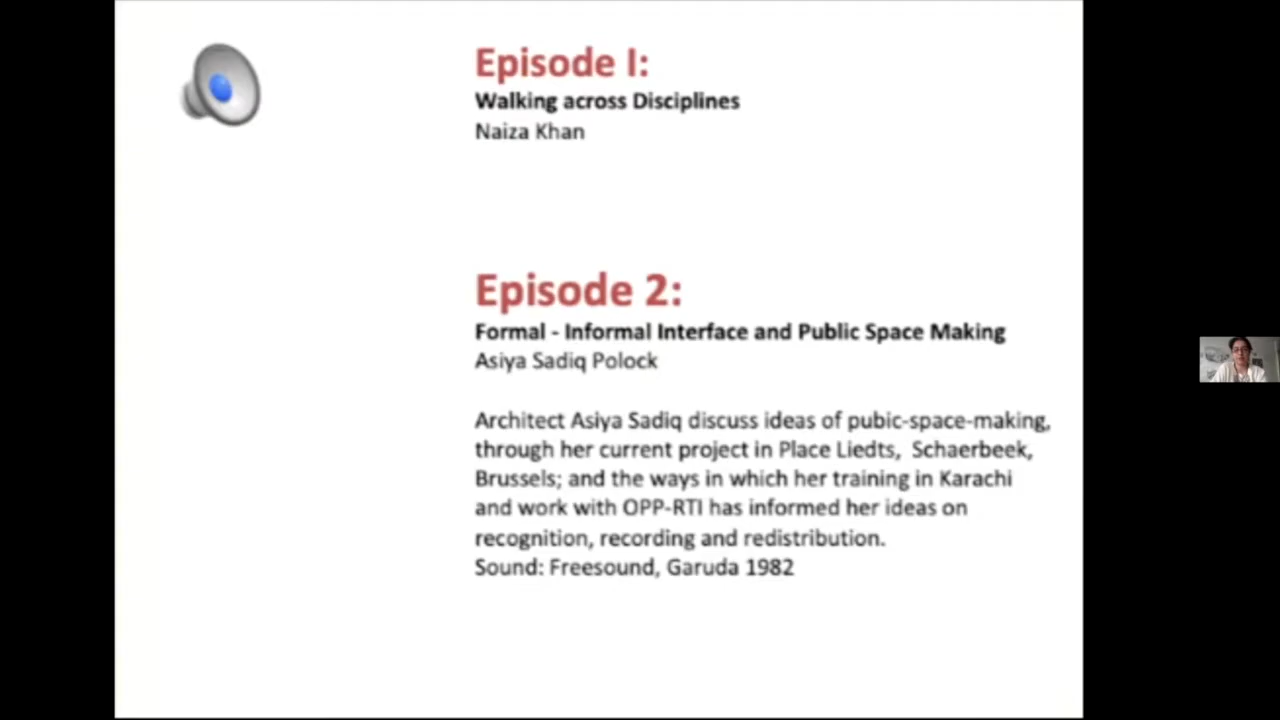 Episode I:
Walking across Disciplines
Naiza Khan
Episode 2:
Formal - Informal Interface and Public Space Making
Asiya Sadiq Polock
Architect Asiya Sadiq discuss ideas of pubic-space-making,
through her current project in Place Liedts, Schaerbeek,
Brussels; and the ways in which her training in Karachi
and work with OPP-RTI has informed her ideas on
recognition, recording and redistribution.
Sound: Freesound, Garuda 1982